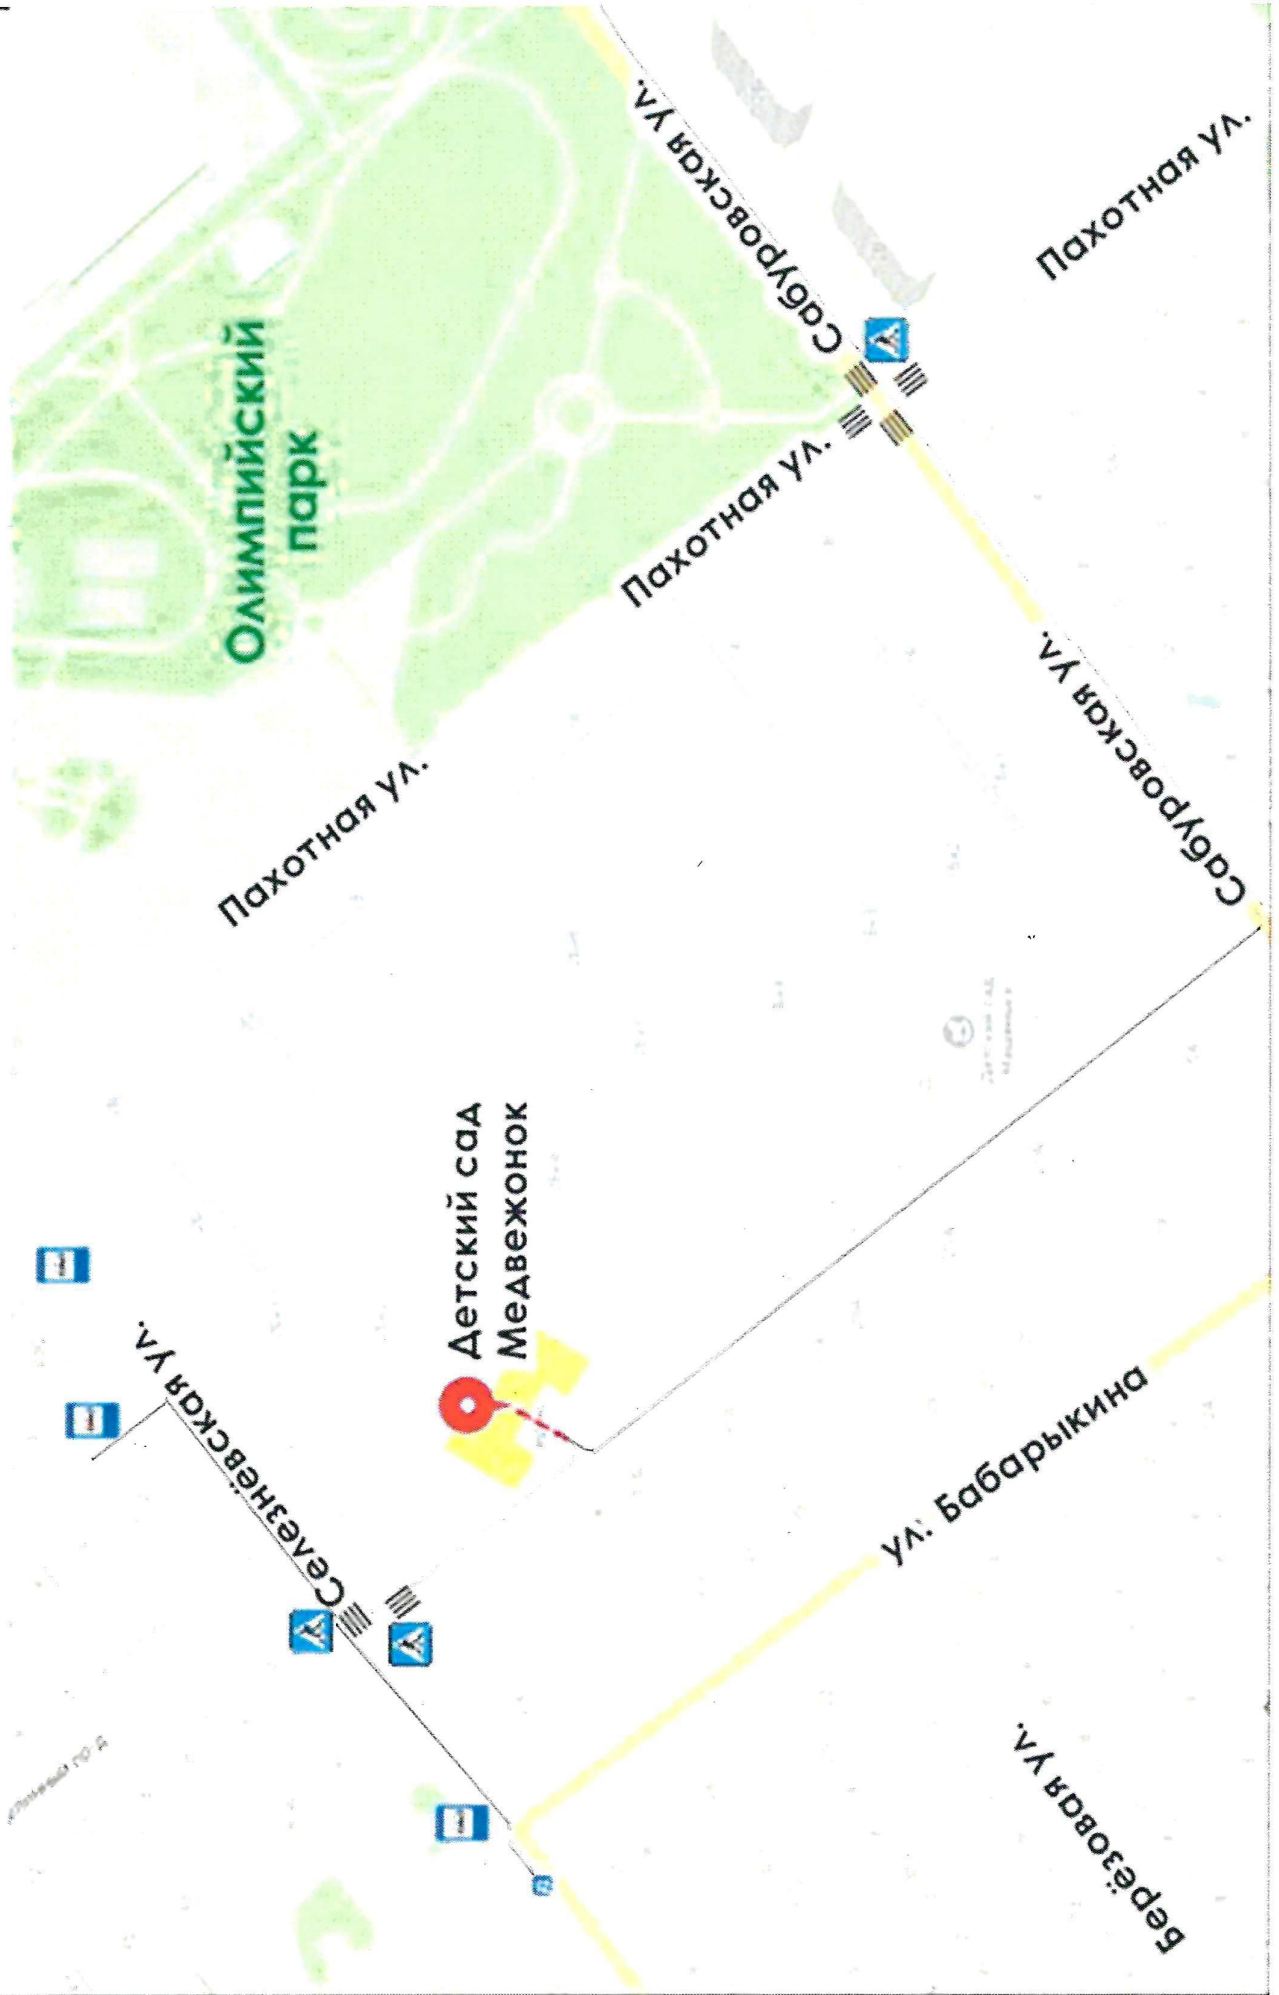 Олимпийский
парк
Сабуровская ул.
Пахотная ул.
Пахотная ул.
Пахотная ул.
Сабуровская ул.
Селезнёвская ул.
Детский сад
Медвежонок
ул. Бабарыкина
Берёзовая ул.